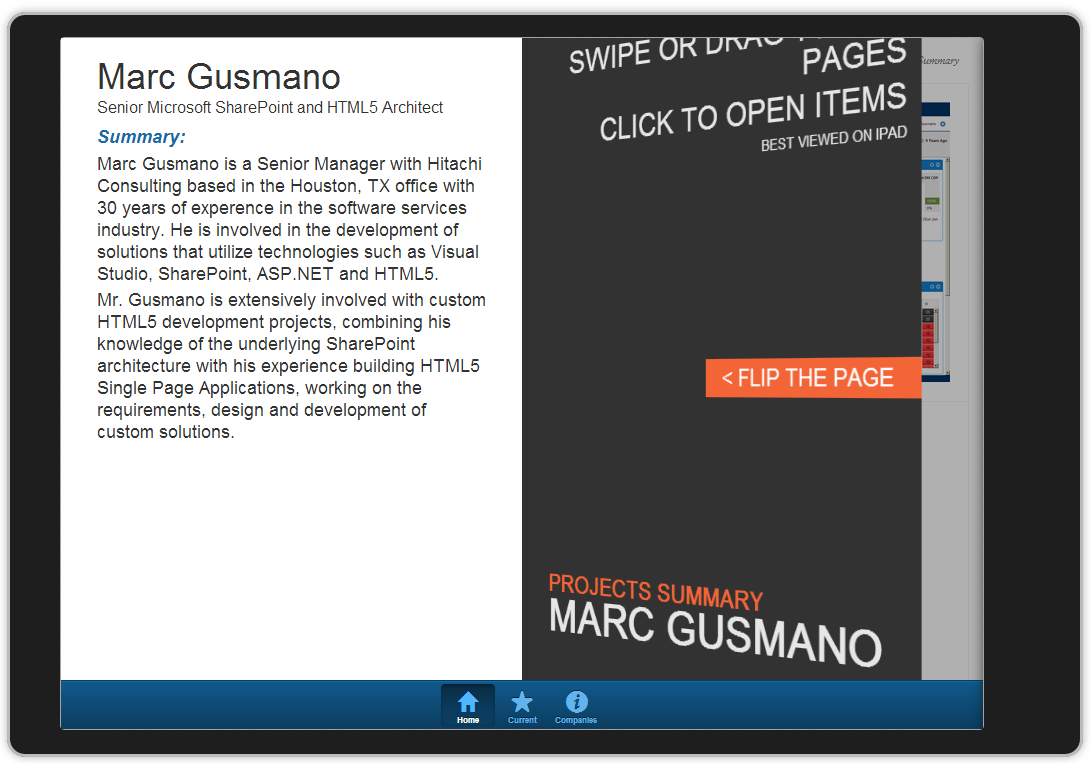 Marc Gusmano
Senior Microsoft SharePoint and HTML5 Architect
Summary:
Marc Gusmano is a Senior Manager with Hitachi
Consulting based in the Houston, TX office with
30 years of experence in the software services
industry. He is involved in the development of
solutions that utilize technologies such as Visual
Studio, SharePoint, ASP.NET and HTML5.
Mr. Gusmano is extensively involved with custom
HTML5 development projects, combining his
knowledge of the underlying SharePoint
architecture with his experience building HTML5
Single Page Applications, working on the
requirements, design and development of
custom solutions.
SWIPE OR DRAG
PAGES
CLICK TO OPEN ITEMS
BEST VIEWED ON IPAD
< FLIP THE PAGE
PROJECTS SUMMARY
MARC GUSMANO
Summary
9 Years Ago
Home
Current
Companies